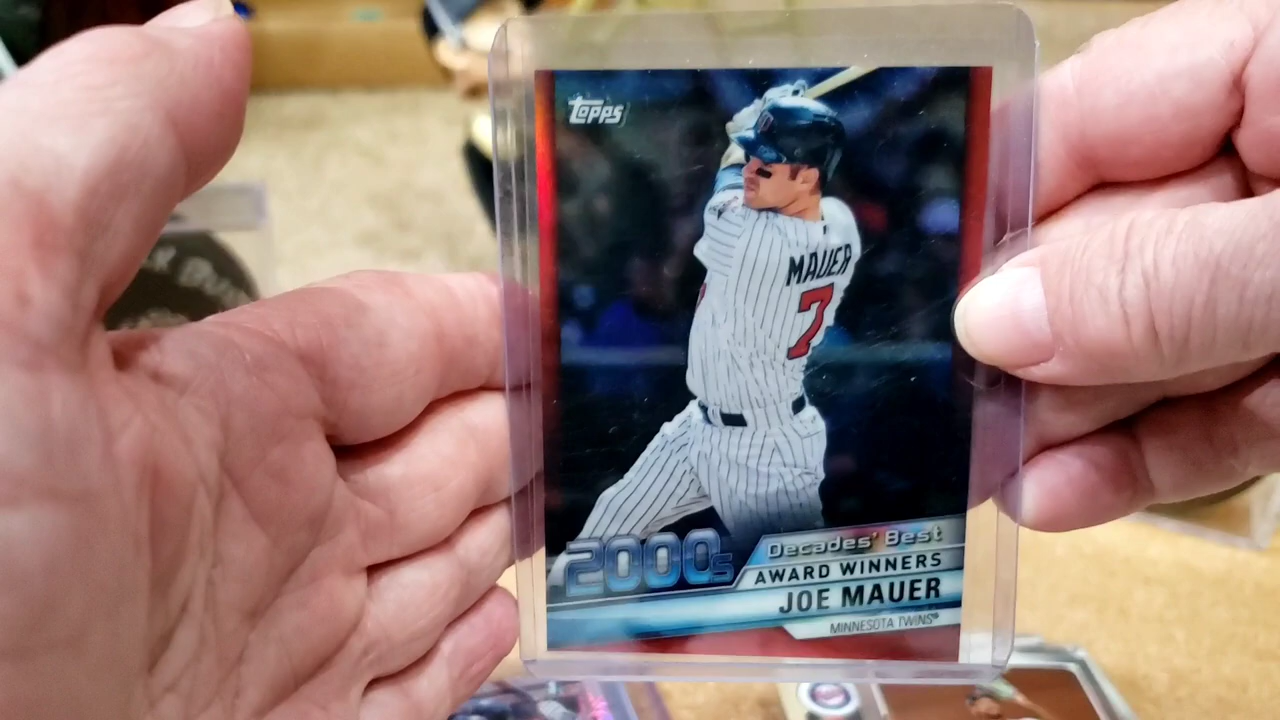 TOPPS
MAUER
7
2000s
Decades' Best
AWARD WINNERS
JOE MAUER
MINNESOTA TWINS®